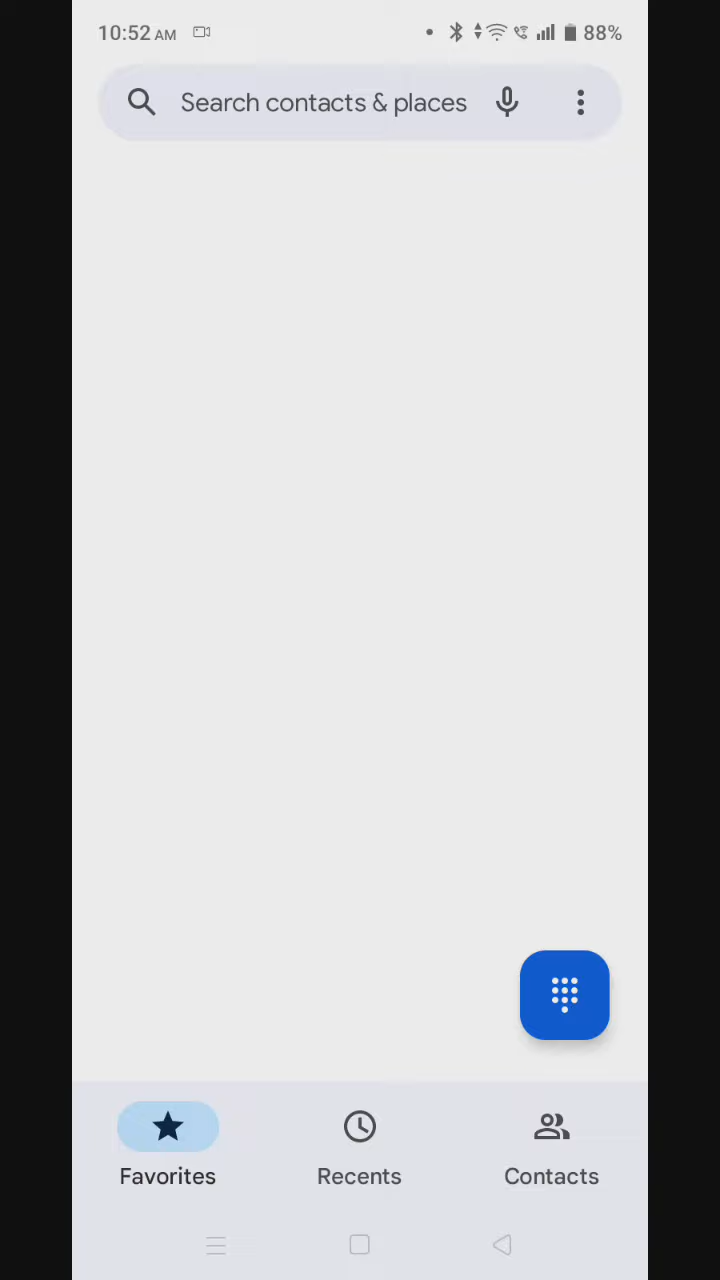 10:52 AM
88%
Search contacts & places
Favorites
Recents
Contacts